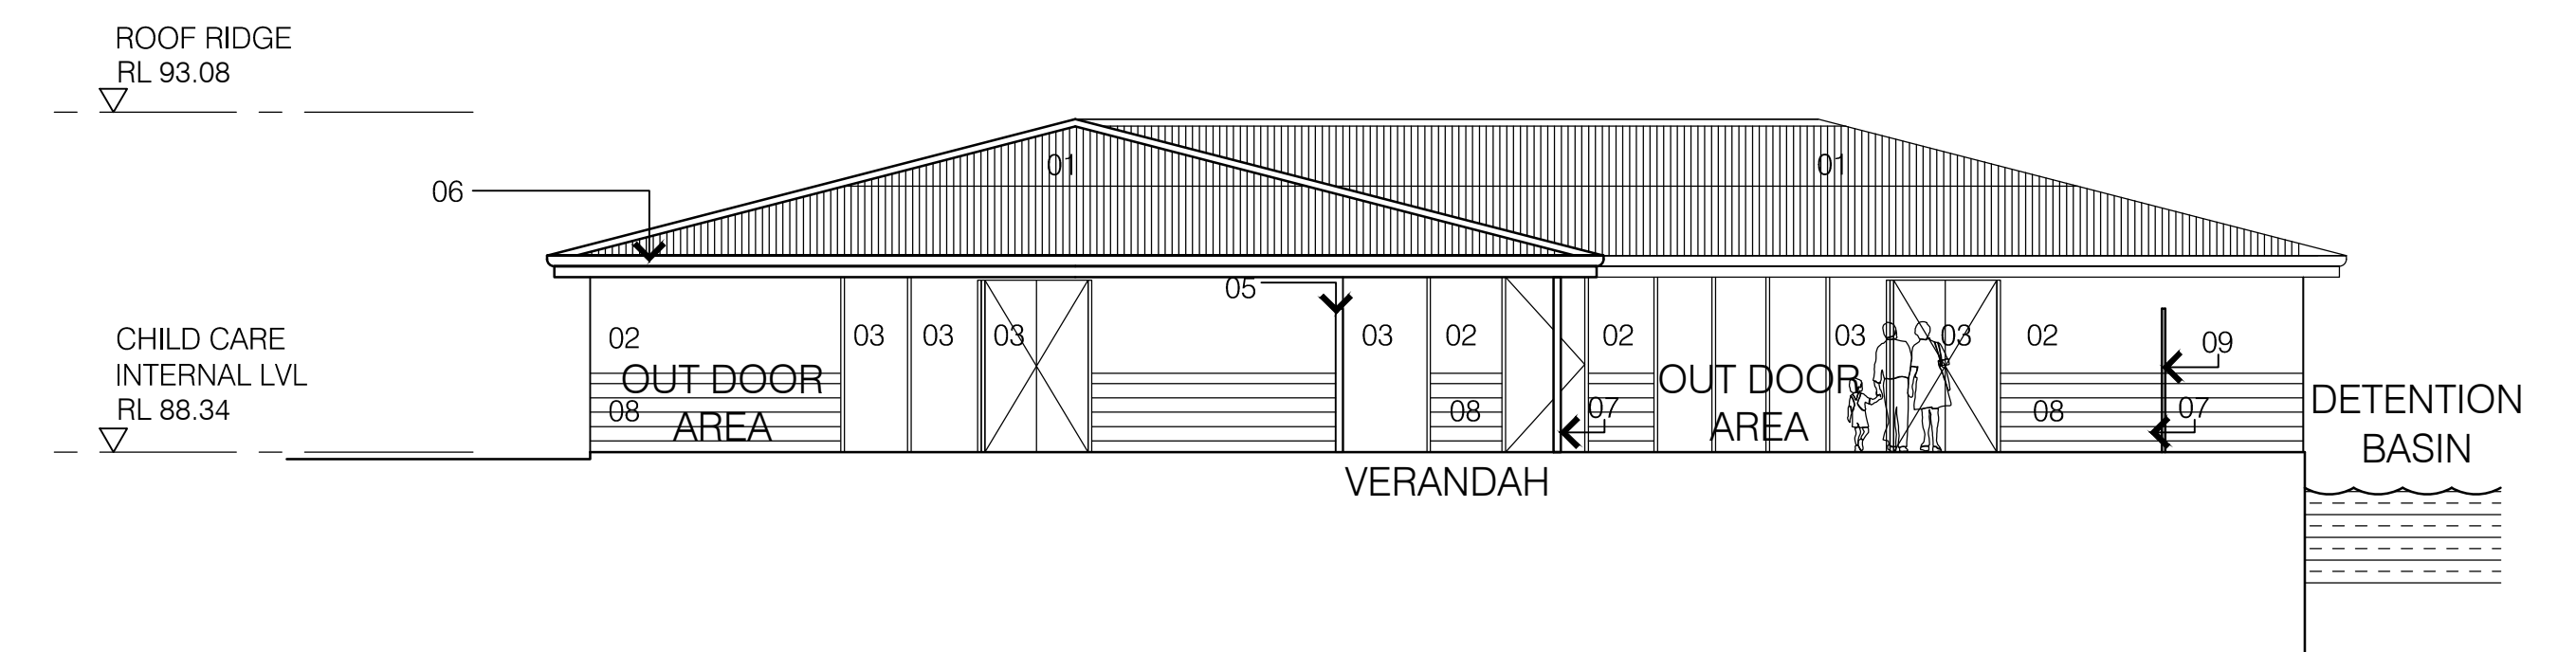 ROOF RIDGE
RL 93.08
01
01
06
05
CHILD CARE
INTERNAL LVL
RL 88.34
02
03
03
03
03
02
02
03
03
02
09
OUT DOOR
AREA
OUT DOOR
AREA
08
08
07
08
07
DETENTION
BASIN
VERANDAH